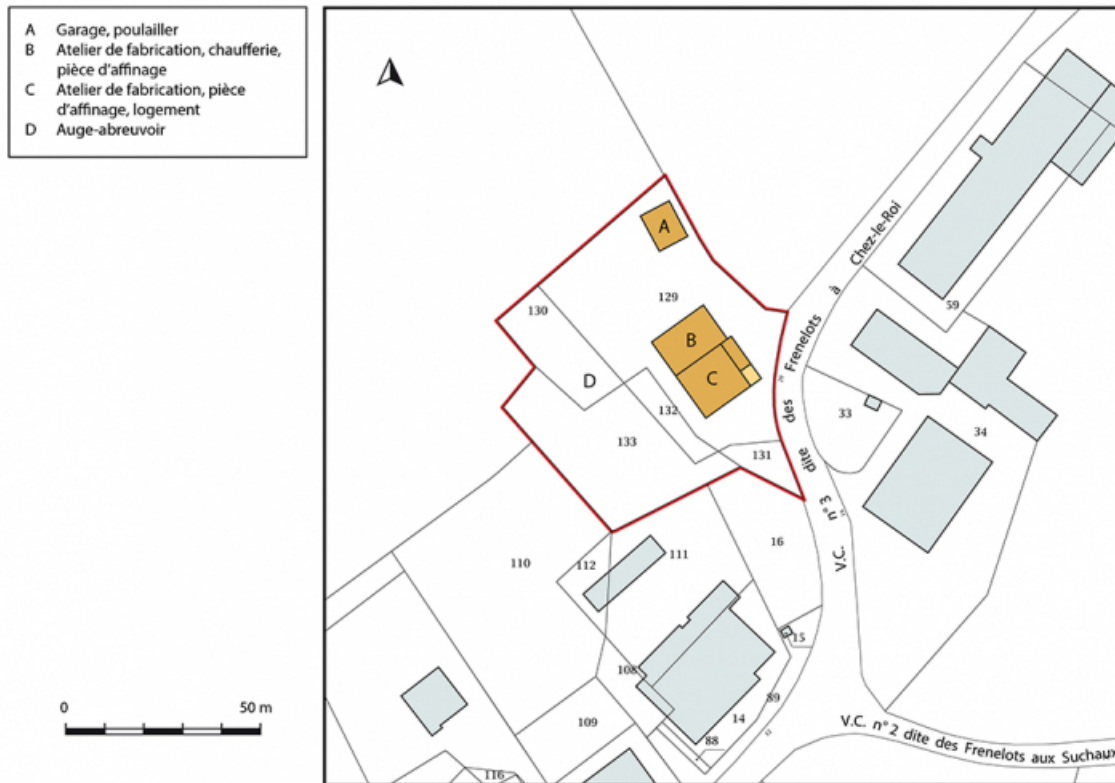 A Garage, poulailler
B Atelier de fabrication, chaufferie,
pièce d'affinage
C Atelier de fabrication, pièce
d'affinage, logement
D Auge-abreuvoir
A
129
130
B
C
D
132
133
131
V.C. n°3 dite des Frenelots à Chez-le-Roi
59
33
34
16
110
112
111
15
108
89
14
109
88
116
V.C. n°2 dite des Frenelots aux Suchaux
0 50 m